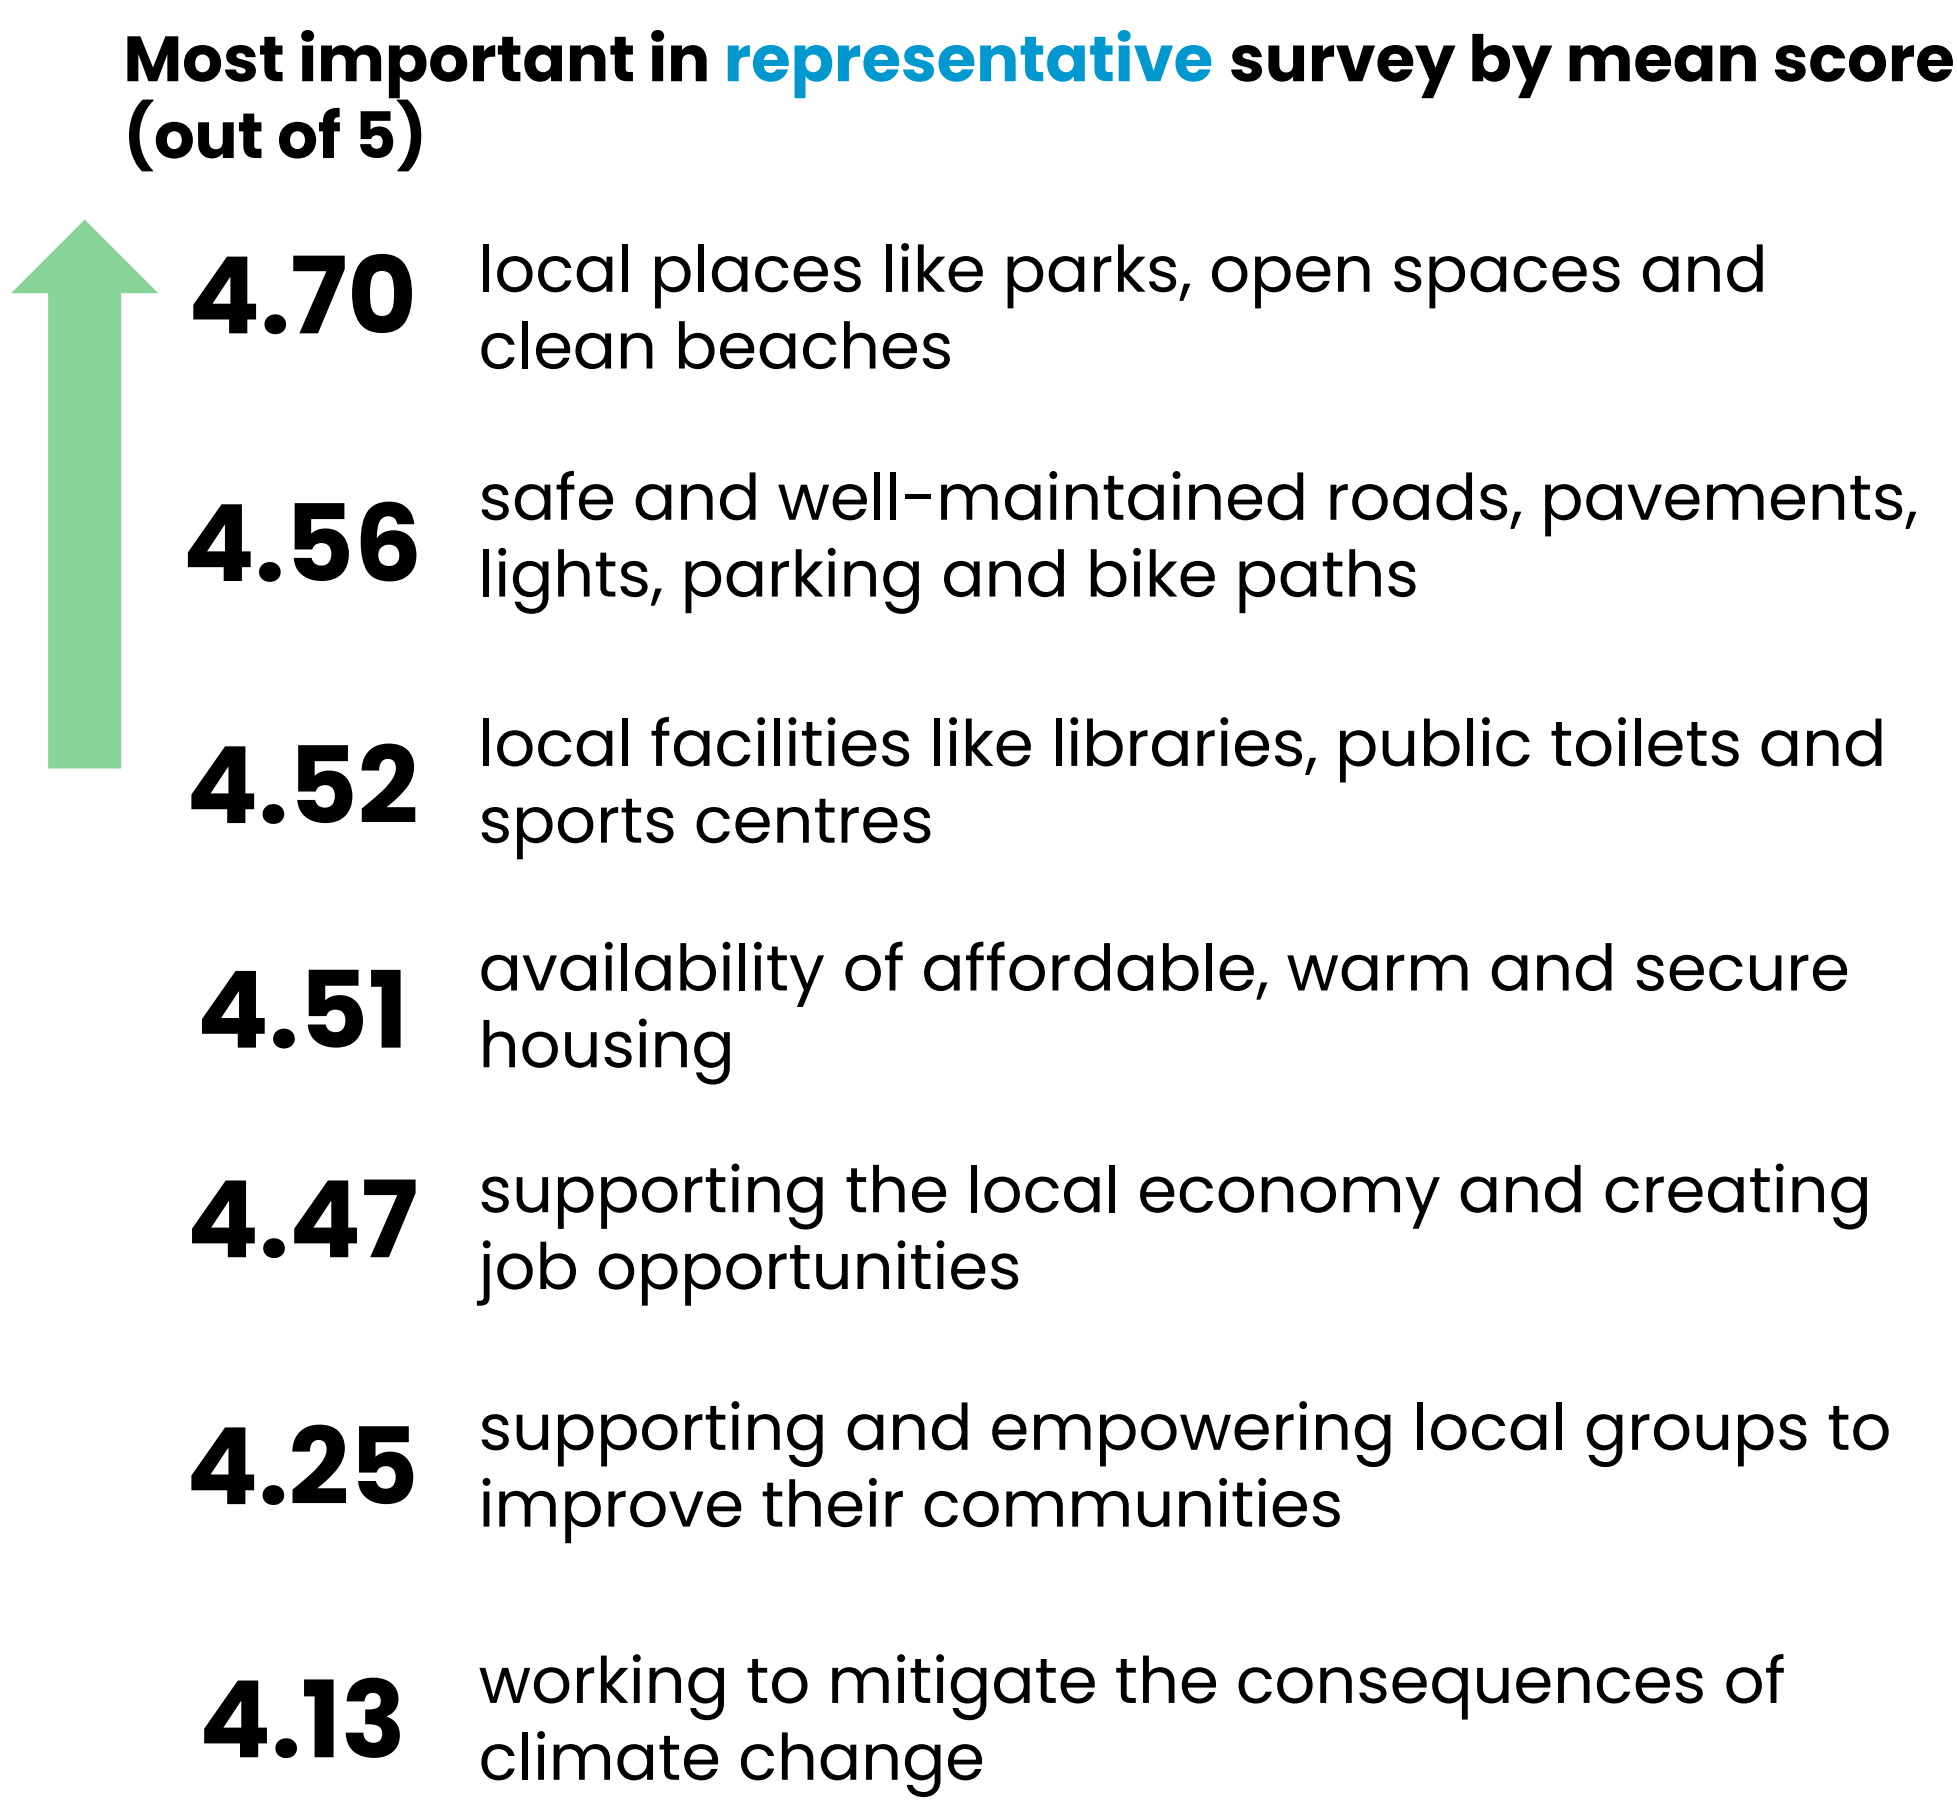 Most important in representative survey by mean score
(out of 5)
4.70
local places like parks, open spaces and
clean beaches
4.56
safe and well-maintained roads, pavements,
lights, parking and bike paths
4.52
local facilities like libraries, public toilets and
sports centres
4.51
availability of affordable, warm and secure
housing
4.47
supporting the local economy and creating
job opportunities
4.25
supporting and empowering local groups to
improve their communities
4.13
working to mitigate the consequences of
climate change